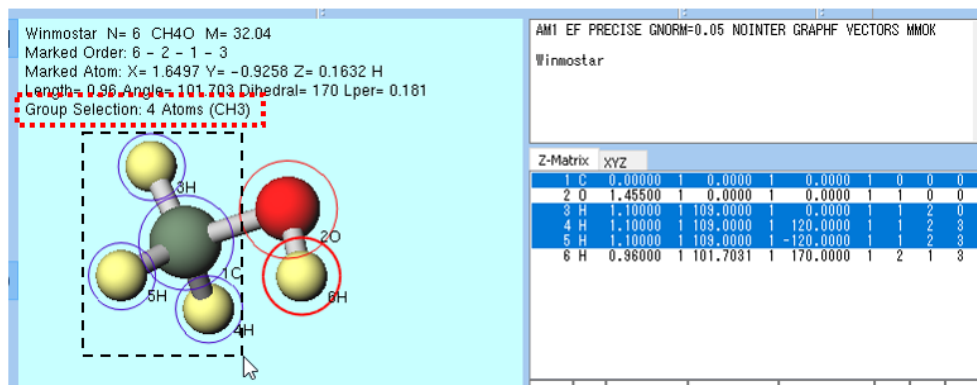 Winmostar N= 6 CH4O M= 32.04
Marked Order: 6 - 2 - 1 - 3
Marked Atom: X= 1.6497 Y= -0.9258 Z= 0.1632 H
Length= 0.96 Angle= 101.703 Dihedral= 170 Lper= 0.181
Group Selection: 4 Atoms (CH3)
3H
2O
1C
5H
6H
4H
AM1 EF PRECISE GNORM=0.05 NOINTER GRAPHF VECTORS MMOK
Winmostar
Z-Matrix XYZ
1 C 0.00000 1 0.0000 1 0.0000 1 0 0 0
2 O 1.45500 1 0.0000 1 0.0000 1 1 0 0
3 H 1.10000 1 109.0000 1 0.0000 1 1 2 0
4 H 1.10000 1 109.0000 1 120.0000 1 1 2 3
5 H 1.10000 1 109.0000 1 -120.0000 1 1 2 3
6 H 0.96000 1 101.7031 1 170.0000 1 2 1 3